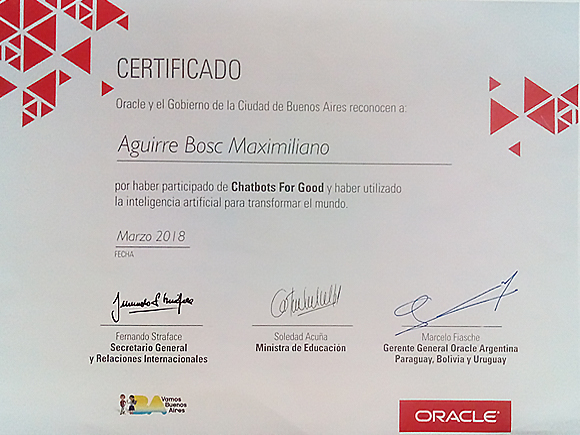 CERTIFICADO
Oracle y el Gobierno de la Ciudad de Buenos Aires reconocen a:
Aguirre Bosc Maximiliano
por haber participado de Chatbots For Good y haber utilizado
la inteligencia artificial para transformar el mundo.
Marzo 2018
FECHA
Fernando Straface
Secretario General
y Relaciones Internacionales
Soledad Acuña
Ministra de Educación
Marcelo Fiasche
Gerente General Oracle Argentina
Paraguay, Bolivia y Uruguay
BA
Vamos
Buenos
Aires
ORACLE